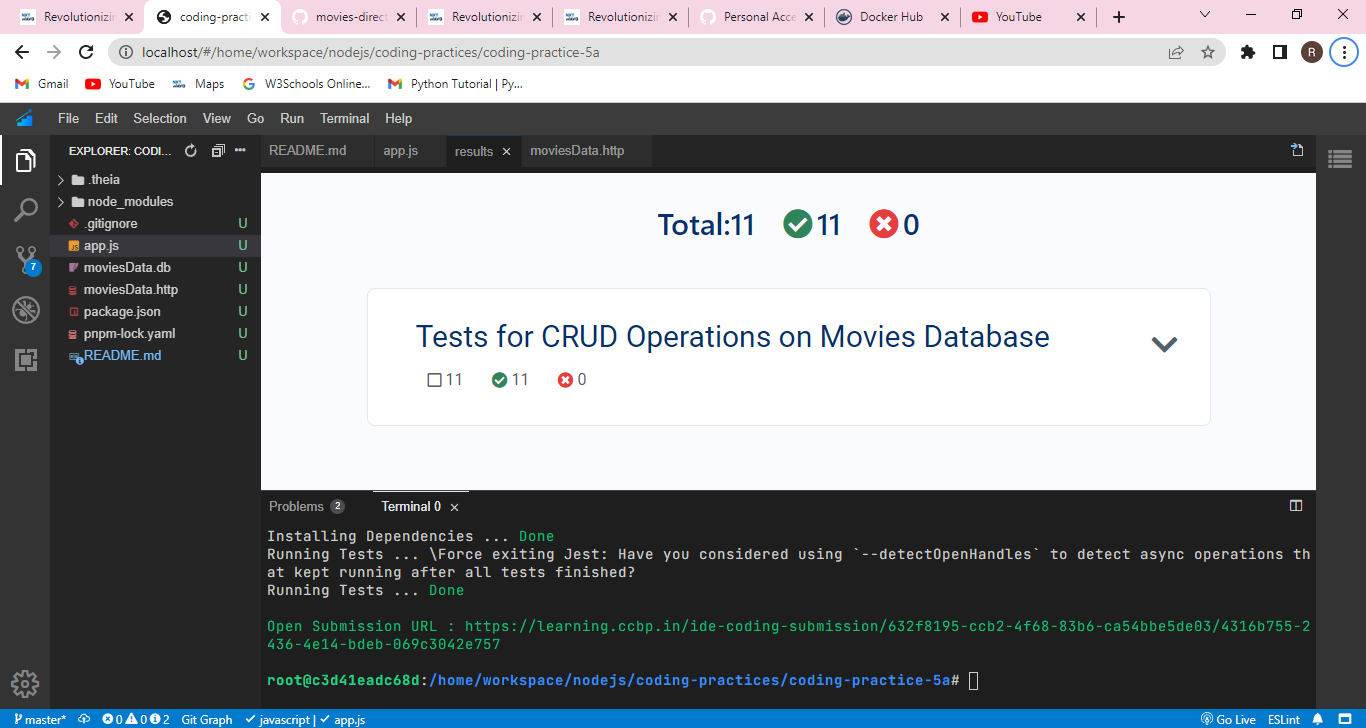 Revolutionizin
coding-practi
movies-direct
Revolutionizin
Revolutionizin
Personal Acce
Docker Hub
YouTube
localhost/#/home/workspace/nodejs/coding-practices/coding-practice-5a
R
Gmail
YouTube
Maps
W3Schools Online...
Python Tutorial | Py...
File Edit Selection View Go Run Terminal Help
EXPLORER: CODI...
README.md
app.js
results
moviesData.http
.theia
node_modules
.gitignore U
app.js U
moviesData.db U
moviesData.http U
package.json U
pnpm-lock.yaml U
README.md U
7
Total:11 11 0
Tests for CRUD Operations on Movies Database
11 11 0
Problems 2
Terminal 0
Installing Dependencies ... Done
Running Tests ... \Force exiting Jest: Have you considered using `--detectOpenHandles` to detect async operations th
at kept running after all tests finished?
Running Tests ... Done
Open Submission URL : https://learning.ccbp.in/ide-coding-submission/632f8195-ccb2-4f68-83b6-ca54bbe5de03/4316b755-2
436-4e14-bdeb-069c3042e757
root@c3d41eadc68d:/home/workspace/nodejs/coding-practices/coding-practice-5a#
master* 0 0 2 Git Graph javascript | app.js Go Live ESLint